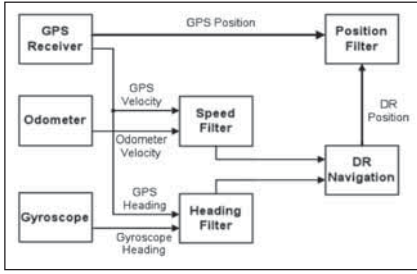 GPS
Receiver
GPS Position
Position
Filter
GPS
Velocity
Odometer
Odometer
Velocity
Speed
Filter
DR
Position
DR
Navigation
GPS
Heading
Gyroscope
Gyroscope
Heading
Heading
Filter